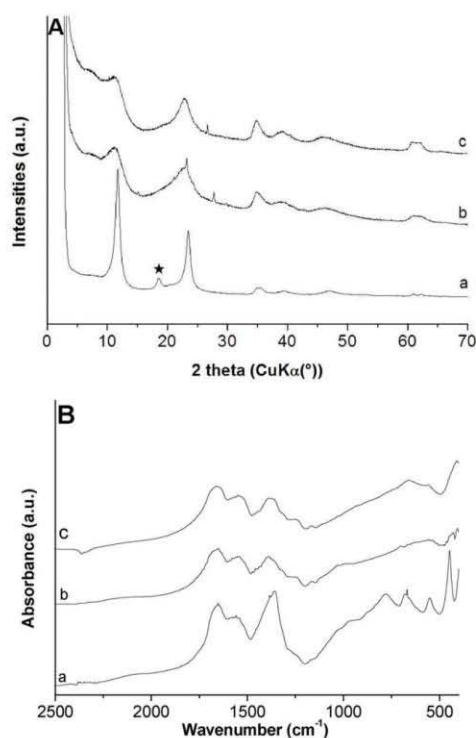 A
Intensities (a.u.)
c
b
★
a
0 10 20 30 40 50 60 70
2 theta (CuKα(°))
B
Absorbance (a.u.)
c
b
a
2500 2000 1500 1000 500
Wavenumber (cm⁻¹)